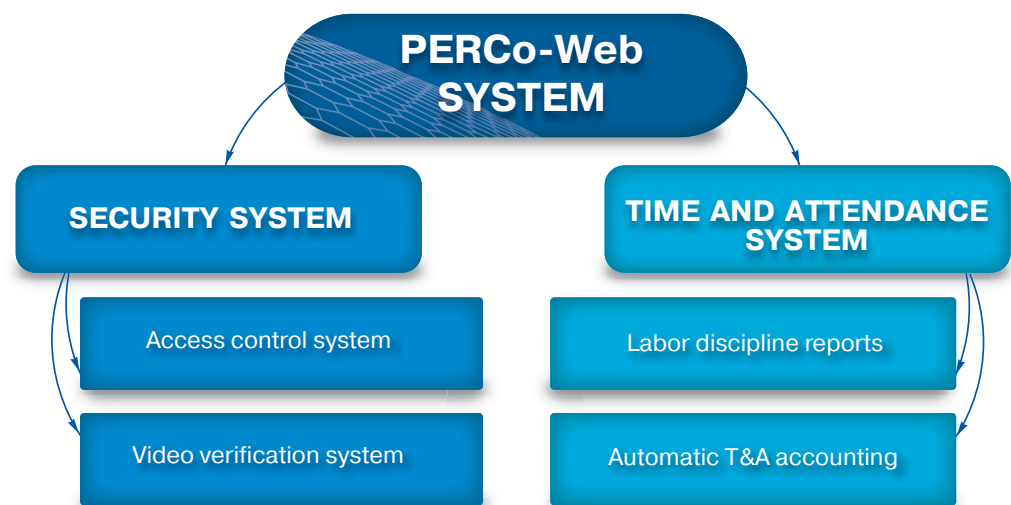 PERCo-Web
SYSTEM
SECURITY SYSTEM
TIME AND ATTENDANCE
SYSTEM
Access control system
Labor discipline reports
Video verification system
Automatic T&A accounting